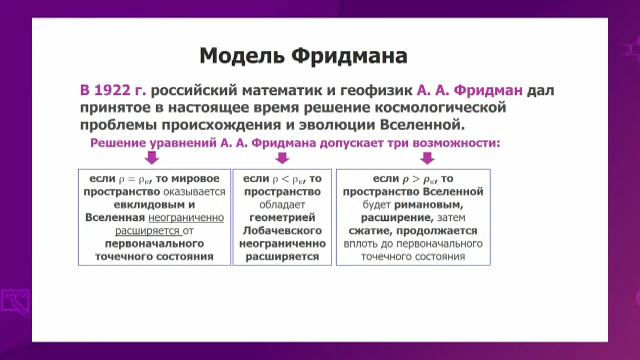 Модель Фридмана
В 1922 г. российский математик и геофизик А. А. Фридман дал
принятое в настоящее время решение космологической
проблемы происхождения и эволюции Вселенной.
Решение уравнений А. А. Фридмана допускает три возможности:
если ρ = ρк, то мировое
пространство оказывается
евклидовым и
Вселенная неограниченно
расширяется от
первоначального
точечного состояния
если ρ < ρк, то
пространство
обладает
геометрией
Лобачевского
неограниченно
расширяется
если ρ > ρк, то
пространство Вселенной
будет римановым,
расширение, затем
сжатие, продолжается
вплоть до первоначального
точечного состояния